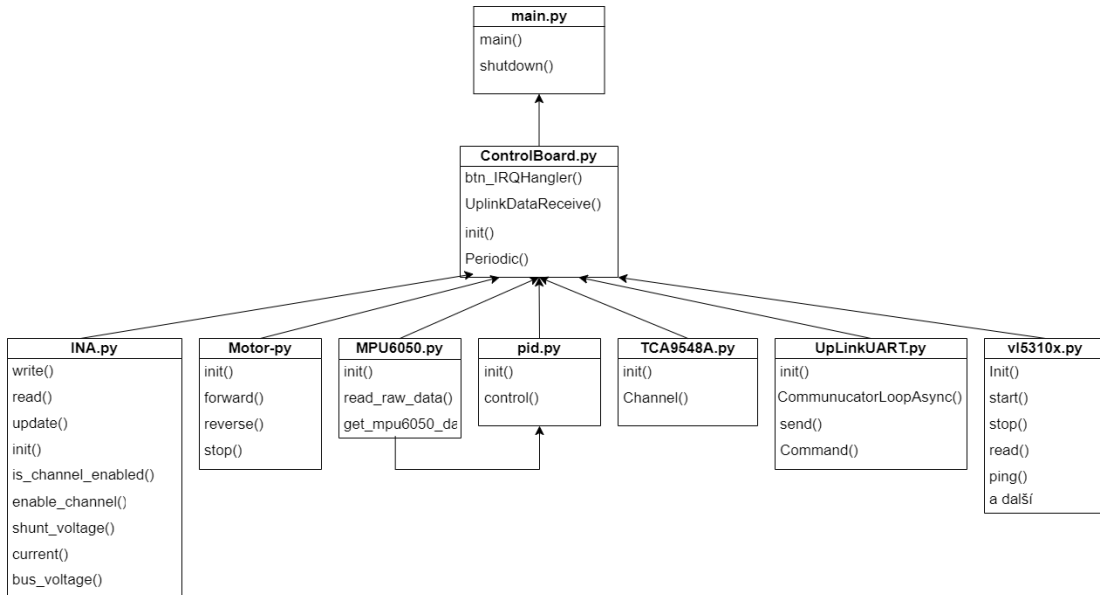 main.py
main()
shutdown()
ControlBoard.py
btn_IRQHangler()
UplinkDataReceive()
init()
Periodic()
INA.py
write()
read()
update()
init()
is_channel_enabled()
enable_channel()
shunt_voltage()
current()
bus_voltage()
Motor-py
init()
forward()
reverse()
stop()
MPU6050.py
init()
read_raw_data()
get_mpu6050_da
pid.py
init()
control()
TCA9548A.py
init()
Channel()
UpLinkUART.py
init()
CommunucatorLoopAsync()
send()
Command()
vl5310x.py
Init()
start()
stop()
read()
ping()
a další